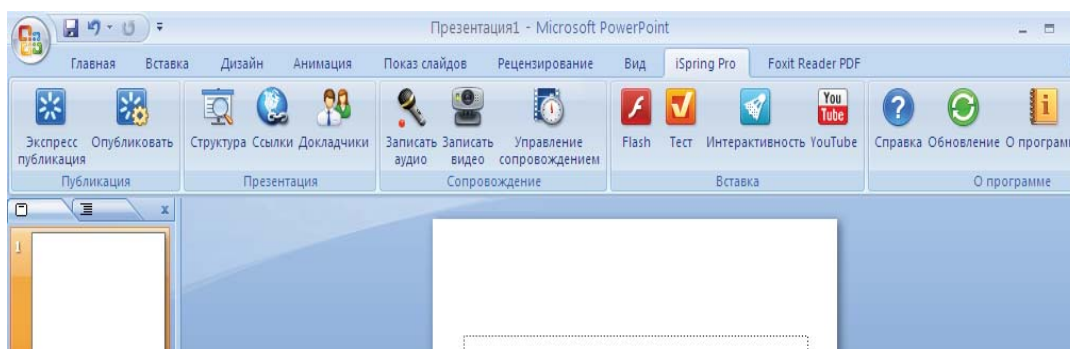 Презентация1 - Microsoft PowerPoint
Главная Вставка Дизайн Анимация Показ слайдов Рецензирование Вид iSpring Pro Foxit Reader PDF
You
Tube
i
Экспресс Опубликовать Структура Ссылки Докладчики Записать Записать Управление Flash Тест Интерактивность YouTube Справка Обновление О програм
публикация аудио видео сопровождением
Публикация Презентация Сопровождение Вставка О программе
1